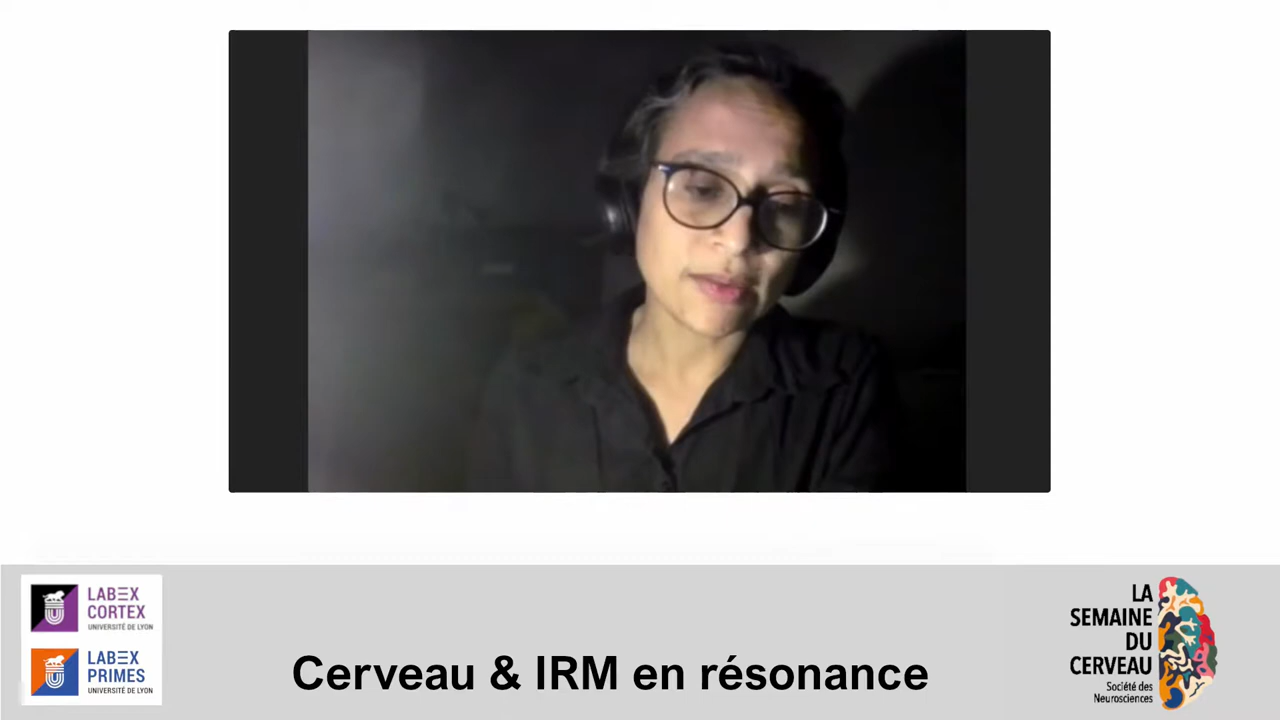 LABEX
CORTEX
UNIVERSITÉ DE LYON
LABEX
PRIMES
UNIVERSITÉ DE LYON
Cerveau & IRM en résonance
LA
SEMAINE
DU
CERVEAU
Société des
Neurosciences